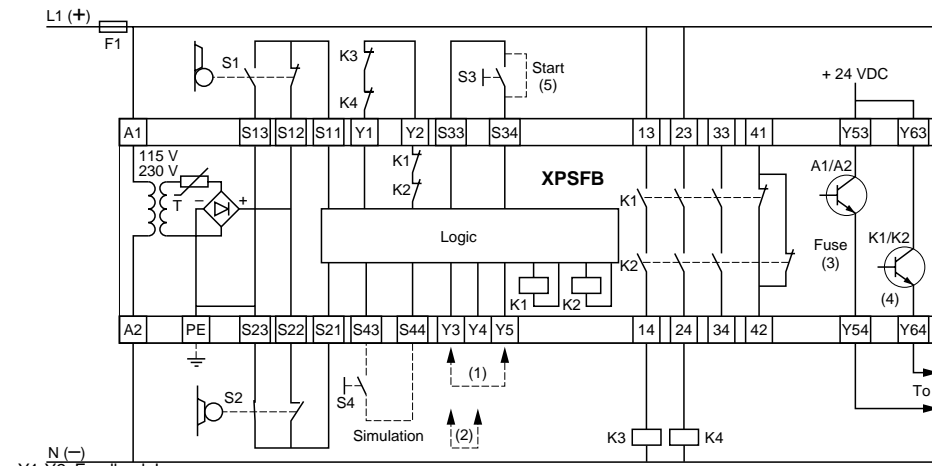 L1 (+)
F1
S1
K3
K4
S3
Start
(5)
+ 24 VDC
A1 S13 S12 S11 Y1 Y2 S33 S34 13 23 33 41 Y53 Y63
115 V
230 V
T
–
+
K1
K2
XPSFB
K1
A1/A2
Logic
K2
Fuse
(3)
K1/K2
(4)
K1
K2
A2 PE S23 S22 S21 S43 S44 Y3 Y4 Y5 14 24 34 42 Y54 Y64
(1)
S2
S4
Simulation
(2)
To
K3
K4
N (–)